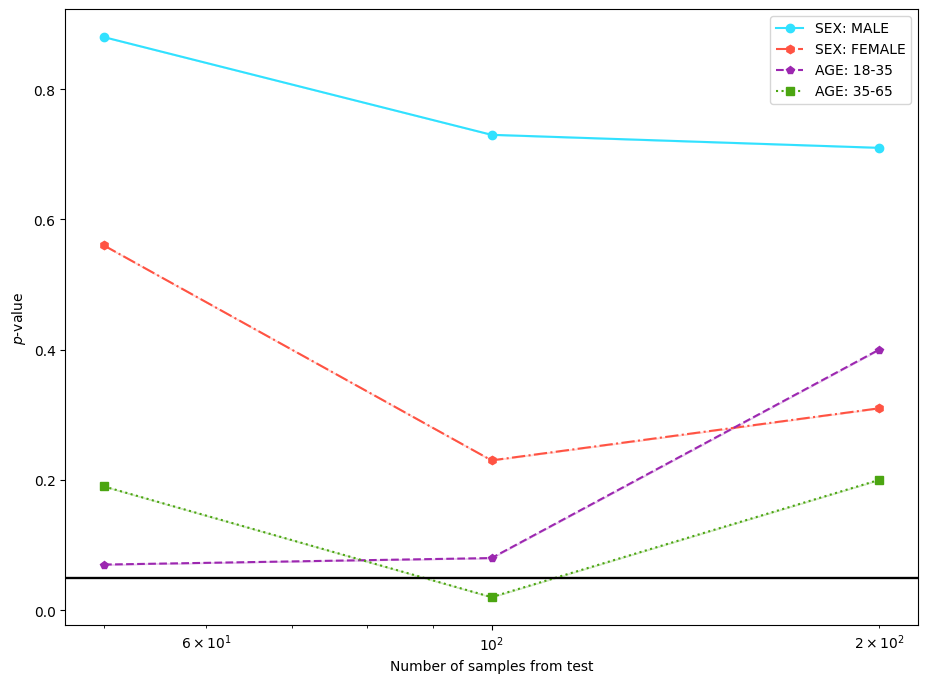 SEX: MALE
SEX: FEMALE
AGE: 18-35
AGE: 35-65
0.8
0.6
0.4
0.2
0.0
p-value
6 × 10¹
10²
2 × 10²
Number of samples from test